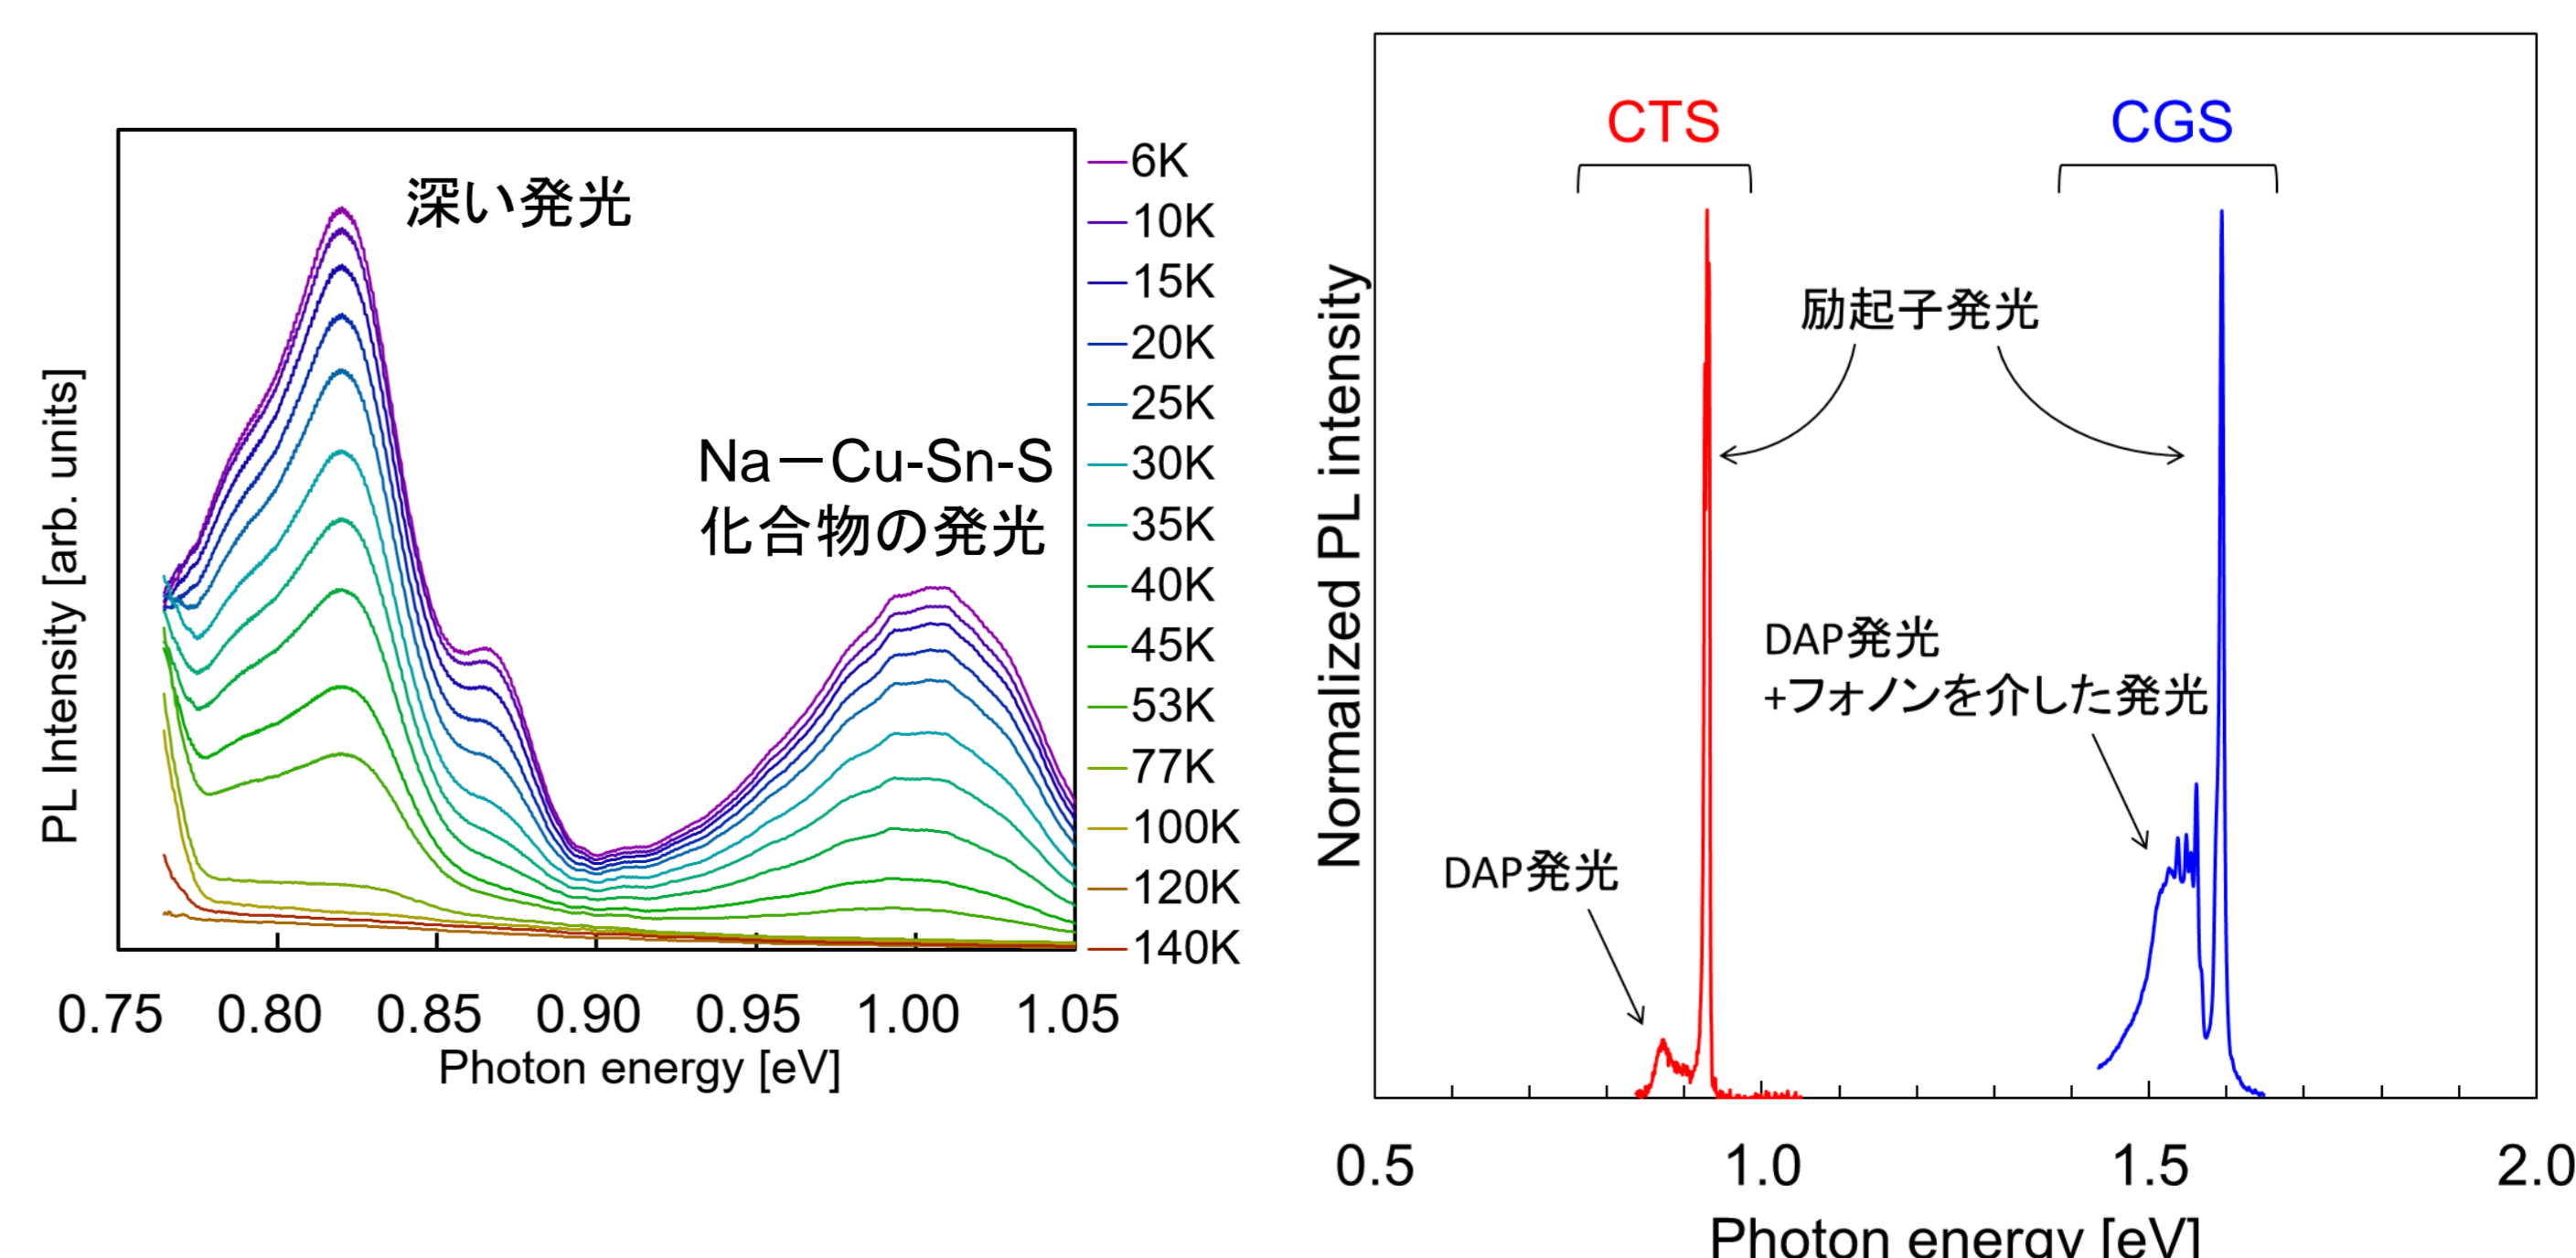 深い発光
Na－Cu-Sn-S
化合物の発光
PL Intensity [arb. units]
6K
10K
15K
20K
25K
30K
35K
40K
45K
53K
77K
100K
120K
140K
0.75 0.80 0.85 0.90 0.95 1.00 1.05
Photon energy [eV]
CTS
CGS
励起子発光
DAP発光
+フォノンを介した発光
DAP発光
Normalized PL intensity
0.5 1.0 1.5 2.0
Photon energy [eV]